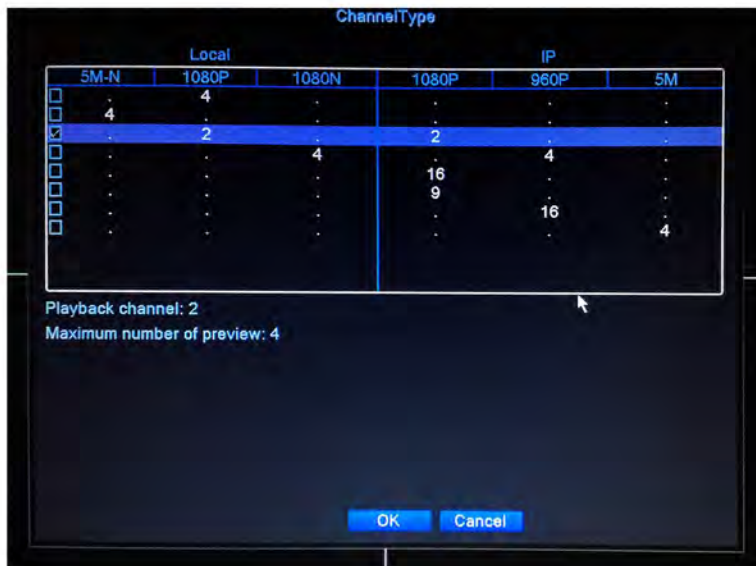 ChannelType
Local IP
5M-N 1080P 1080N 1080P 960P 5M
. 4 . . . .
4 . . . . .
. 2 . 2 . .
. . 4 . 4 .
. . . 16 . .
. . . 9 . .
. . . . 16 .
. . . . . 4
Playback channel: 2
Maximum number of preview: 4
OK Cancel